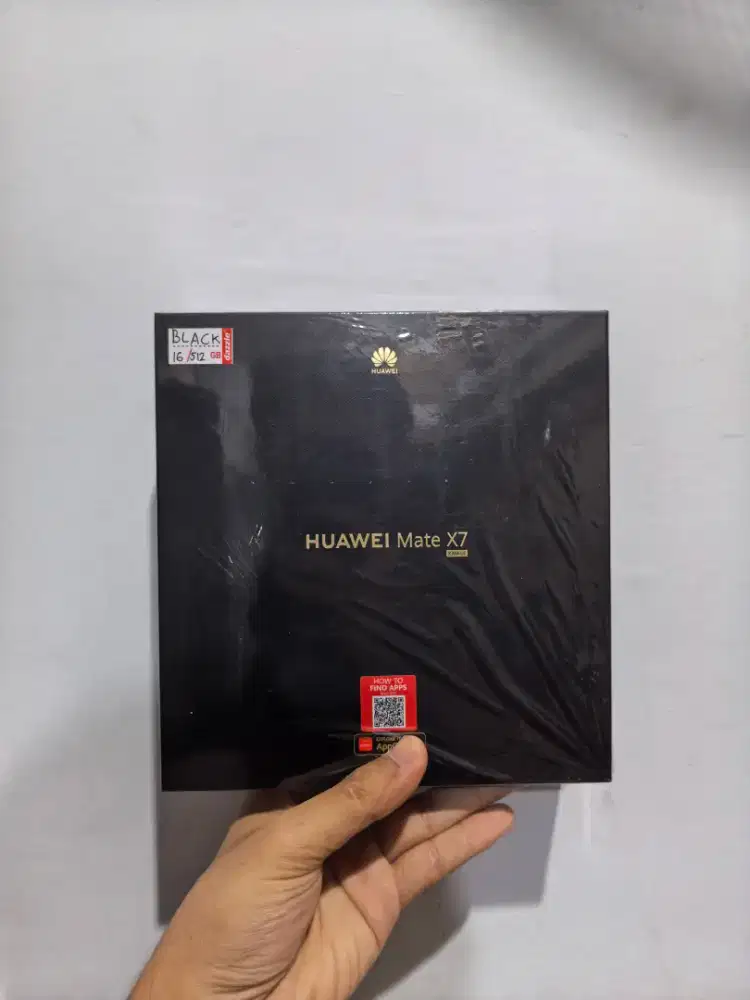 BLACK
16/512 GB
dazzle
HUAWEI
HUAWEI Mate X7
HOW TO
FIND APPS